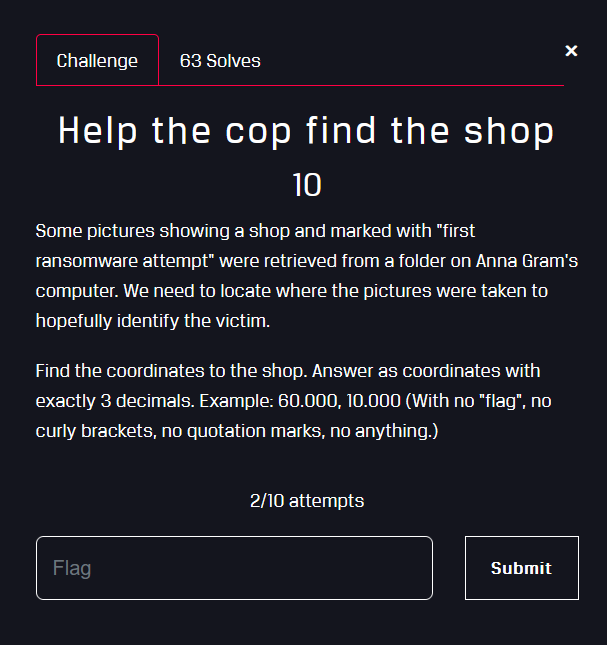 Challenge
63 Solves
×
Help the cop find the shop
10
Some pictures showing a shop and marked with "first
ransomware attempt" were retrieved from a folder on Anna Gram's
computer. We need to locate where the pictures were taken to
hopefully identify the victim.
Find the coordinates to the shop. Answer as coordinates with
exactly 3 decimals. Example: 60.000, 10.000 (With no "flag", no
curly brackets, no quotation marks, no anything.)
2/10 attempts
Flag
Submit